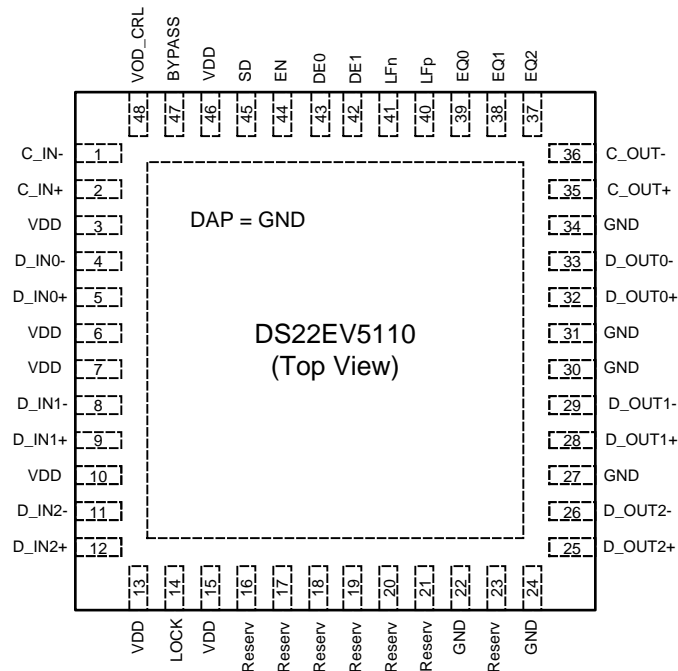 VOD_CRL
BYPASS
VDD
SD
EN
DE0
DE1
LFn
LFp
EQ0
EQ1
EQ2
48
47
46
45
44
43
42
41
40
39
38
37
C_IN- 1
C_IN+ 2
VDD 3
D_IN0- 4
D_IN0+ 5
VDD 6
VDD 7
D_IN1- 8
D_IN1+ 9
VDD 10
D_IN2- 11
D_IN2+ 12
DAP = GND
DS22EV5110
(Top View)
36 C_OUT-
35 C_OUT+
34 GND
33 D_OUT0-
32 D_OUT0+
31 GND
30 GND
29 D_OUT1-
28 D_OUT1+
27 GND
26 D_OUT2-
25 D_OUT2+
13
14
15
16
17
18
19
20
21
22
23
24
VDD
LOCK
VDD
Reserv
Reserv
Reserv
Reserv
Reserv
Reserv
GND
Reserv
GND